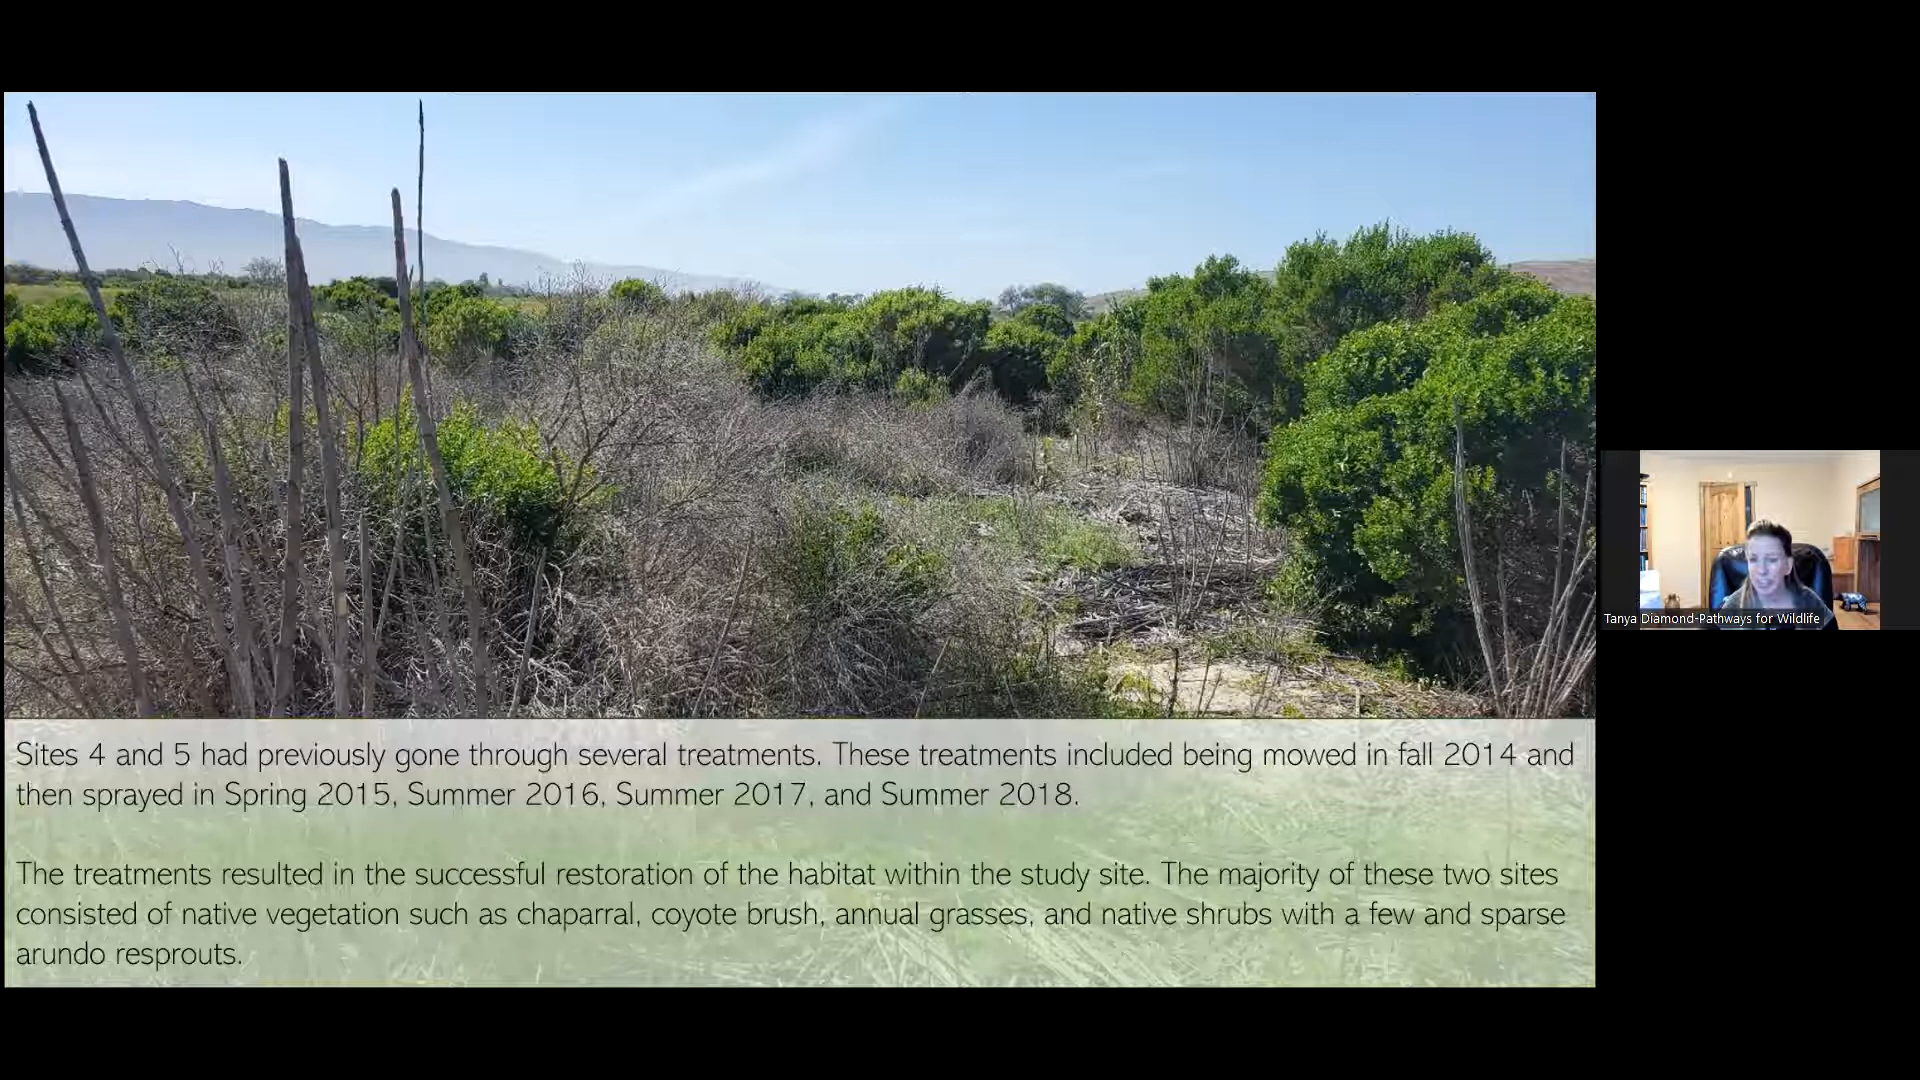 Sites 4 and 5 had previously gone through several treatments. These treatments included being mowed in fall 2014 and
then sprayed in Spring 2015, Summer 2016, Summer 2017, and Summer 2018.
The treatments resulted in the successful restoration of the habitat within the study site. The majority of these two sites
consisted of native vegetation such as chaparral, coyote brush, annual grasses, and native shrubs with a few and sparse
arundo resprouts.
Tanya Diamond-Pathways for Wildlife